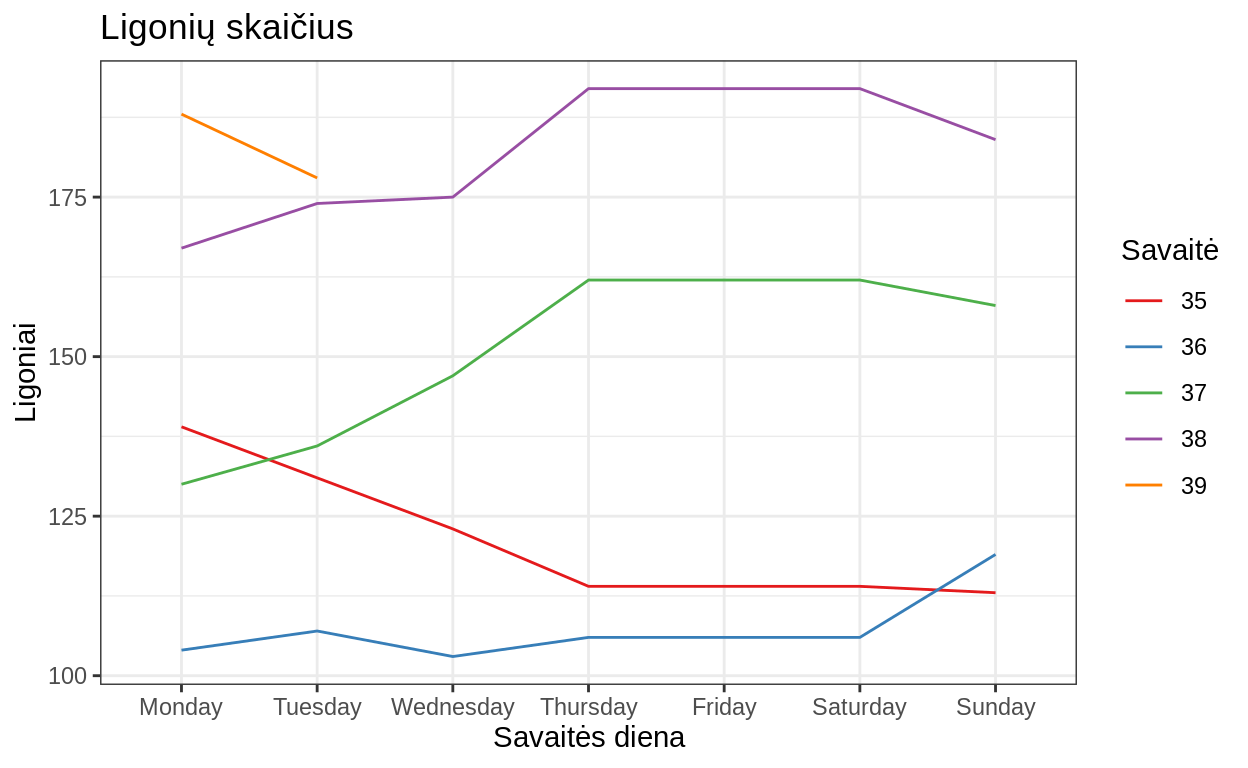 Ligonių skaičius
Ligoniai
175
150
125
100
Monday Tuesday Wednesday Thursday Friday Saturday Sunday
Savaitės diena
Savaitė
35
36
37
38
39